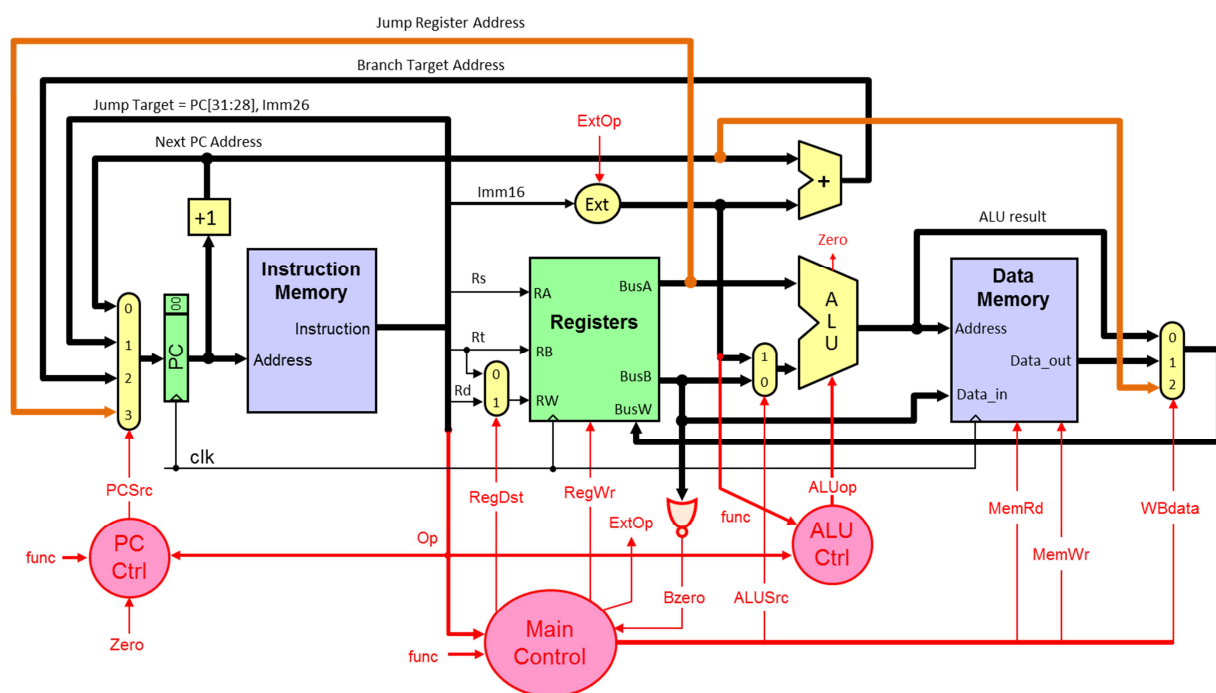 Jump Register Address
Branch Target Address
Jump Target = PC[31:28], Imm26
Next PC Address
ExtOp
+1
Imm16
Ext
+
ALU result
Zero
Instruction
Memory
Instruction
Address
0
1
2
3
00
PC
Rs
RA
BusA
Registers
Rt
RB
BusB
Rd
0
1
RW
BusW
1
0
A
L
U
Data
Memory
Address
Data_out
Data_in
0
1
2
clk
PCSrc
RegDst
RegWr
ExtOp
func
ALUop
MemRd
WBdata
func
PC
Ctrl
Op
ALU
Ctrl
MemWr
Bzero
ALUSrc
Zero
Main
Control
func